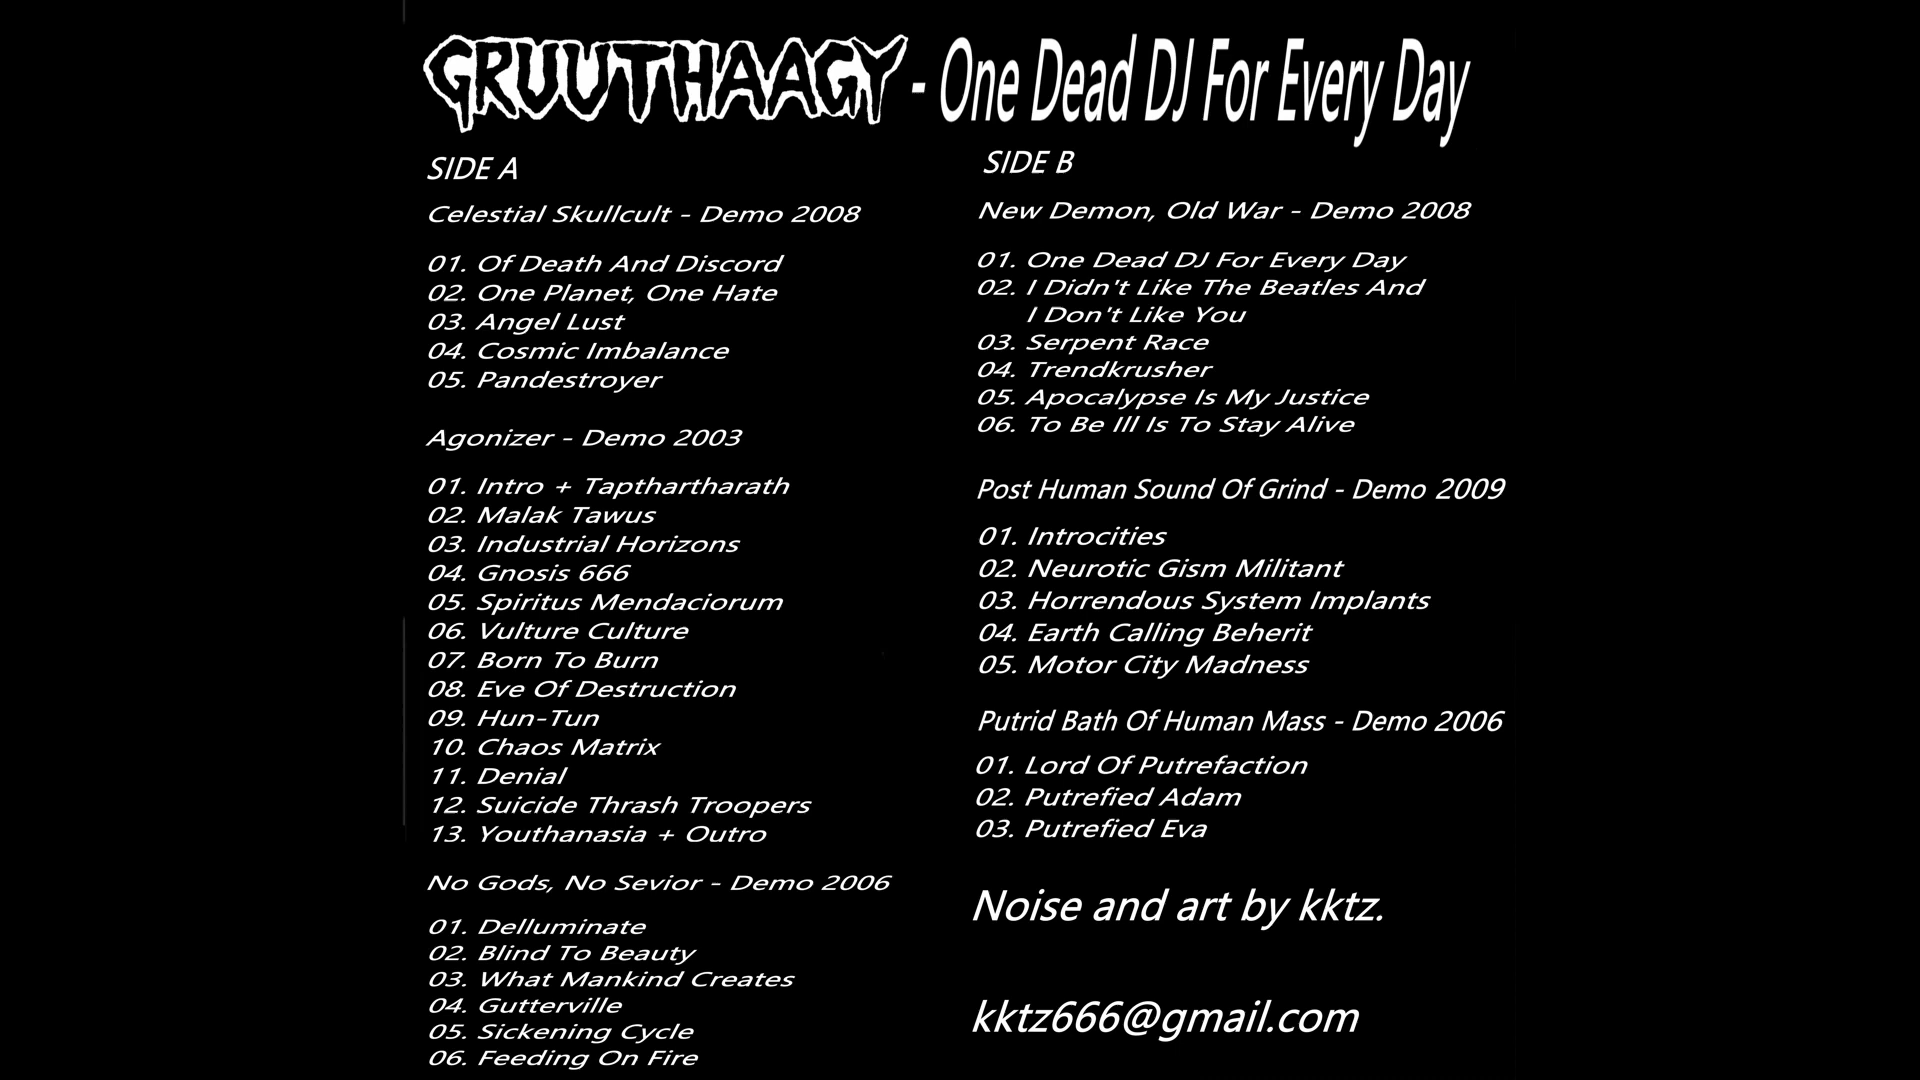 GRUUTHAAGY - One Dead DJ For Every Day
SIDE A
Celestial Skullcult - Demo 2008
01. Of Death And Discord
02. One Planet, One Hate
03. Angel Lust
04. Cosmic Imbalance
05. Pandestroyer
Agonizer - Demo 2003
01. Intro + Tapthartharath
02. Malak Tawus
03. Industrial Horizons
04. Gnosis 666
05. Spiritus Mendaciorum
06. Vulture Culture
07. Born To Burn
08. Eve Of Destruction
09. Hun-Tun
10. Chaos Matrix
11. Denial
12. Suicide Thrash Troopers
13. Youthanasia + Outro
No Gods, No Sevior - Demo 2006
01. Delluminate
02. Blind To Beauty
03. What Mankind Creates
04. Gutterville
05. Sickening Cycle
06. Feeding On Fire
SIDE B
New Demon, Old War - Demo 2008
01. One Dead DJ For Every Day
02. I Didn't Like The Beatles And
I Don't Like You
03. Serpent Race
04. Trendkrusher
05. Apocalypse Is My Justice
06. To Be Ill Is To Stay Alive
Post Human Sound Of Grind - Demo 2009
01. Introcities
02. Neurotic Gism Militant
03. Horrendous System Implants
04. Earth Calling Beherit
05. Motor City Madness
Putrid Bath Of Human Mass - Demo 2006
01. Lord Of Putrefaction
02. Putrefied Adam
03. Putrefied Eva
Noise and art by kktz.
kktz666@gmail.com